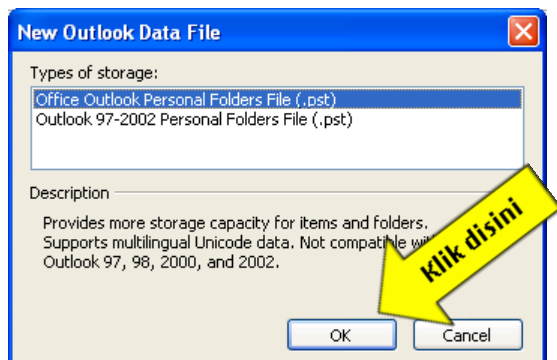 New Outlook Data File
Types of storage:
Office Outlook Personal Folders File (.pst)
Outlook 97-2002 Personal Folders File (.pst)
Description
Provides more storage capacity for items and folders.
Supports multilingual Unicode data. Not compatible
Outlook 97, 98, 2000, and 2002.
Klik disini
OK
Cancel